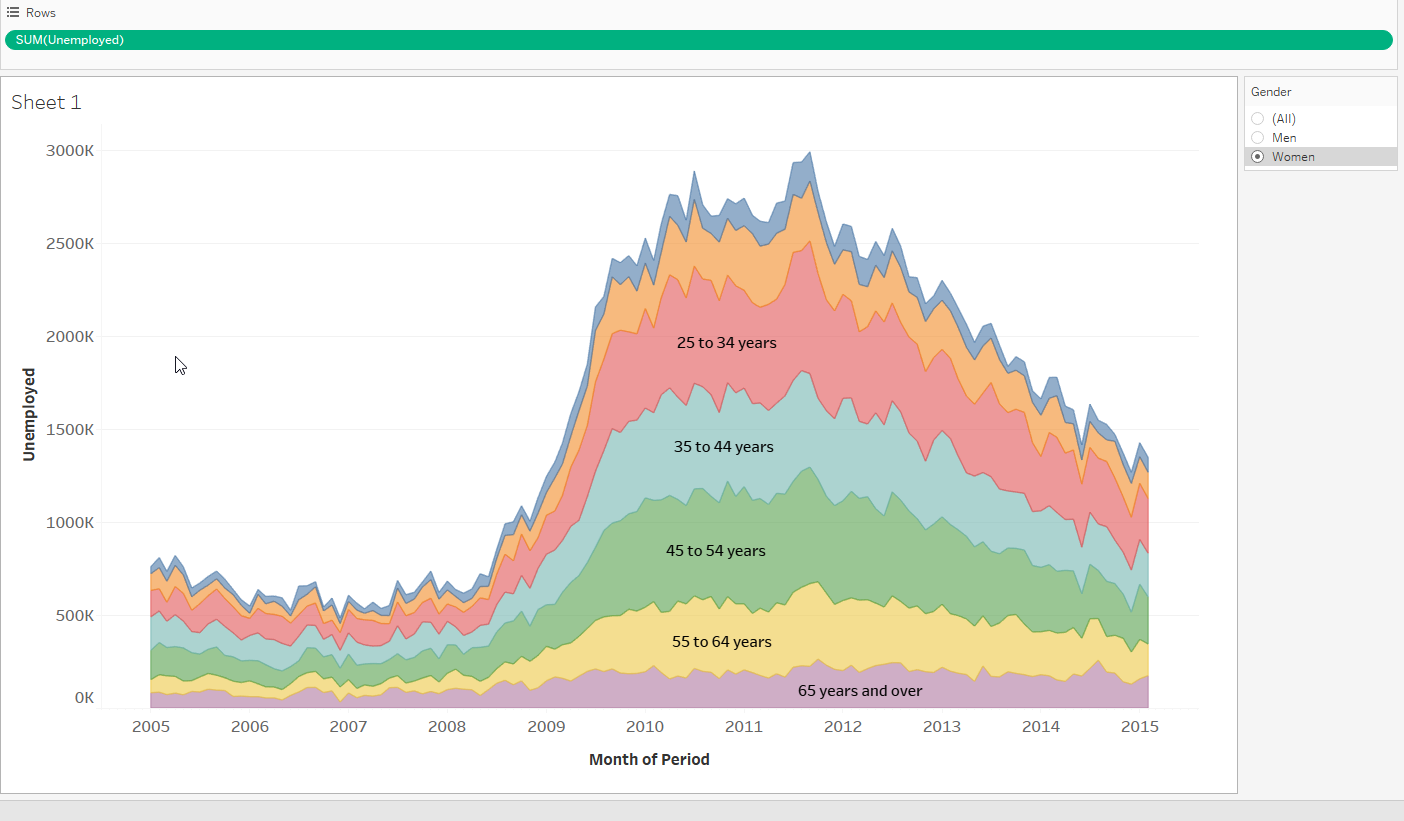 Rows
SUM(Unemployed)
Sheet 1
Gender
(All)
Men
Women
3000K
2500K
2000K
1500K
1000K
500K
0K
Unemployed
25 to 34 years
35 to 44 years
45 to 54 years
55 to 64 years
65 years and over
2005 2006 2007 2008 2009 2010 2011 2012 2013 2014 2015
Month of Period